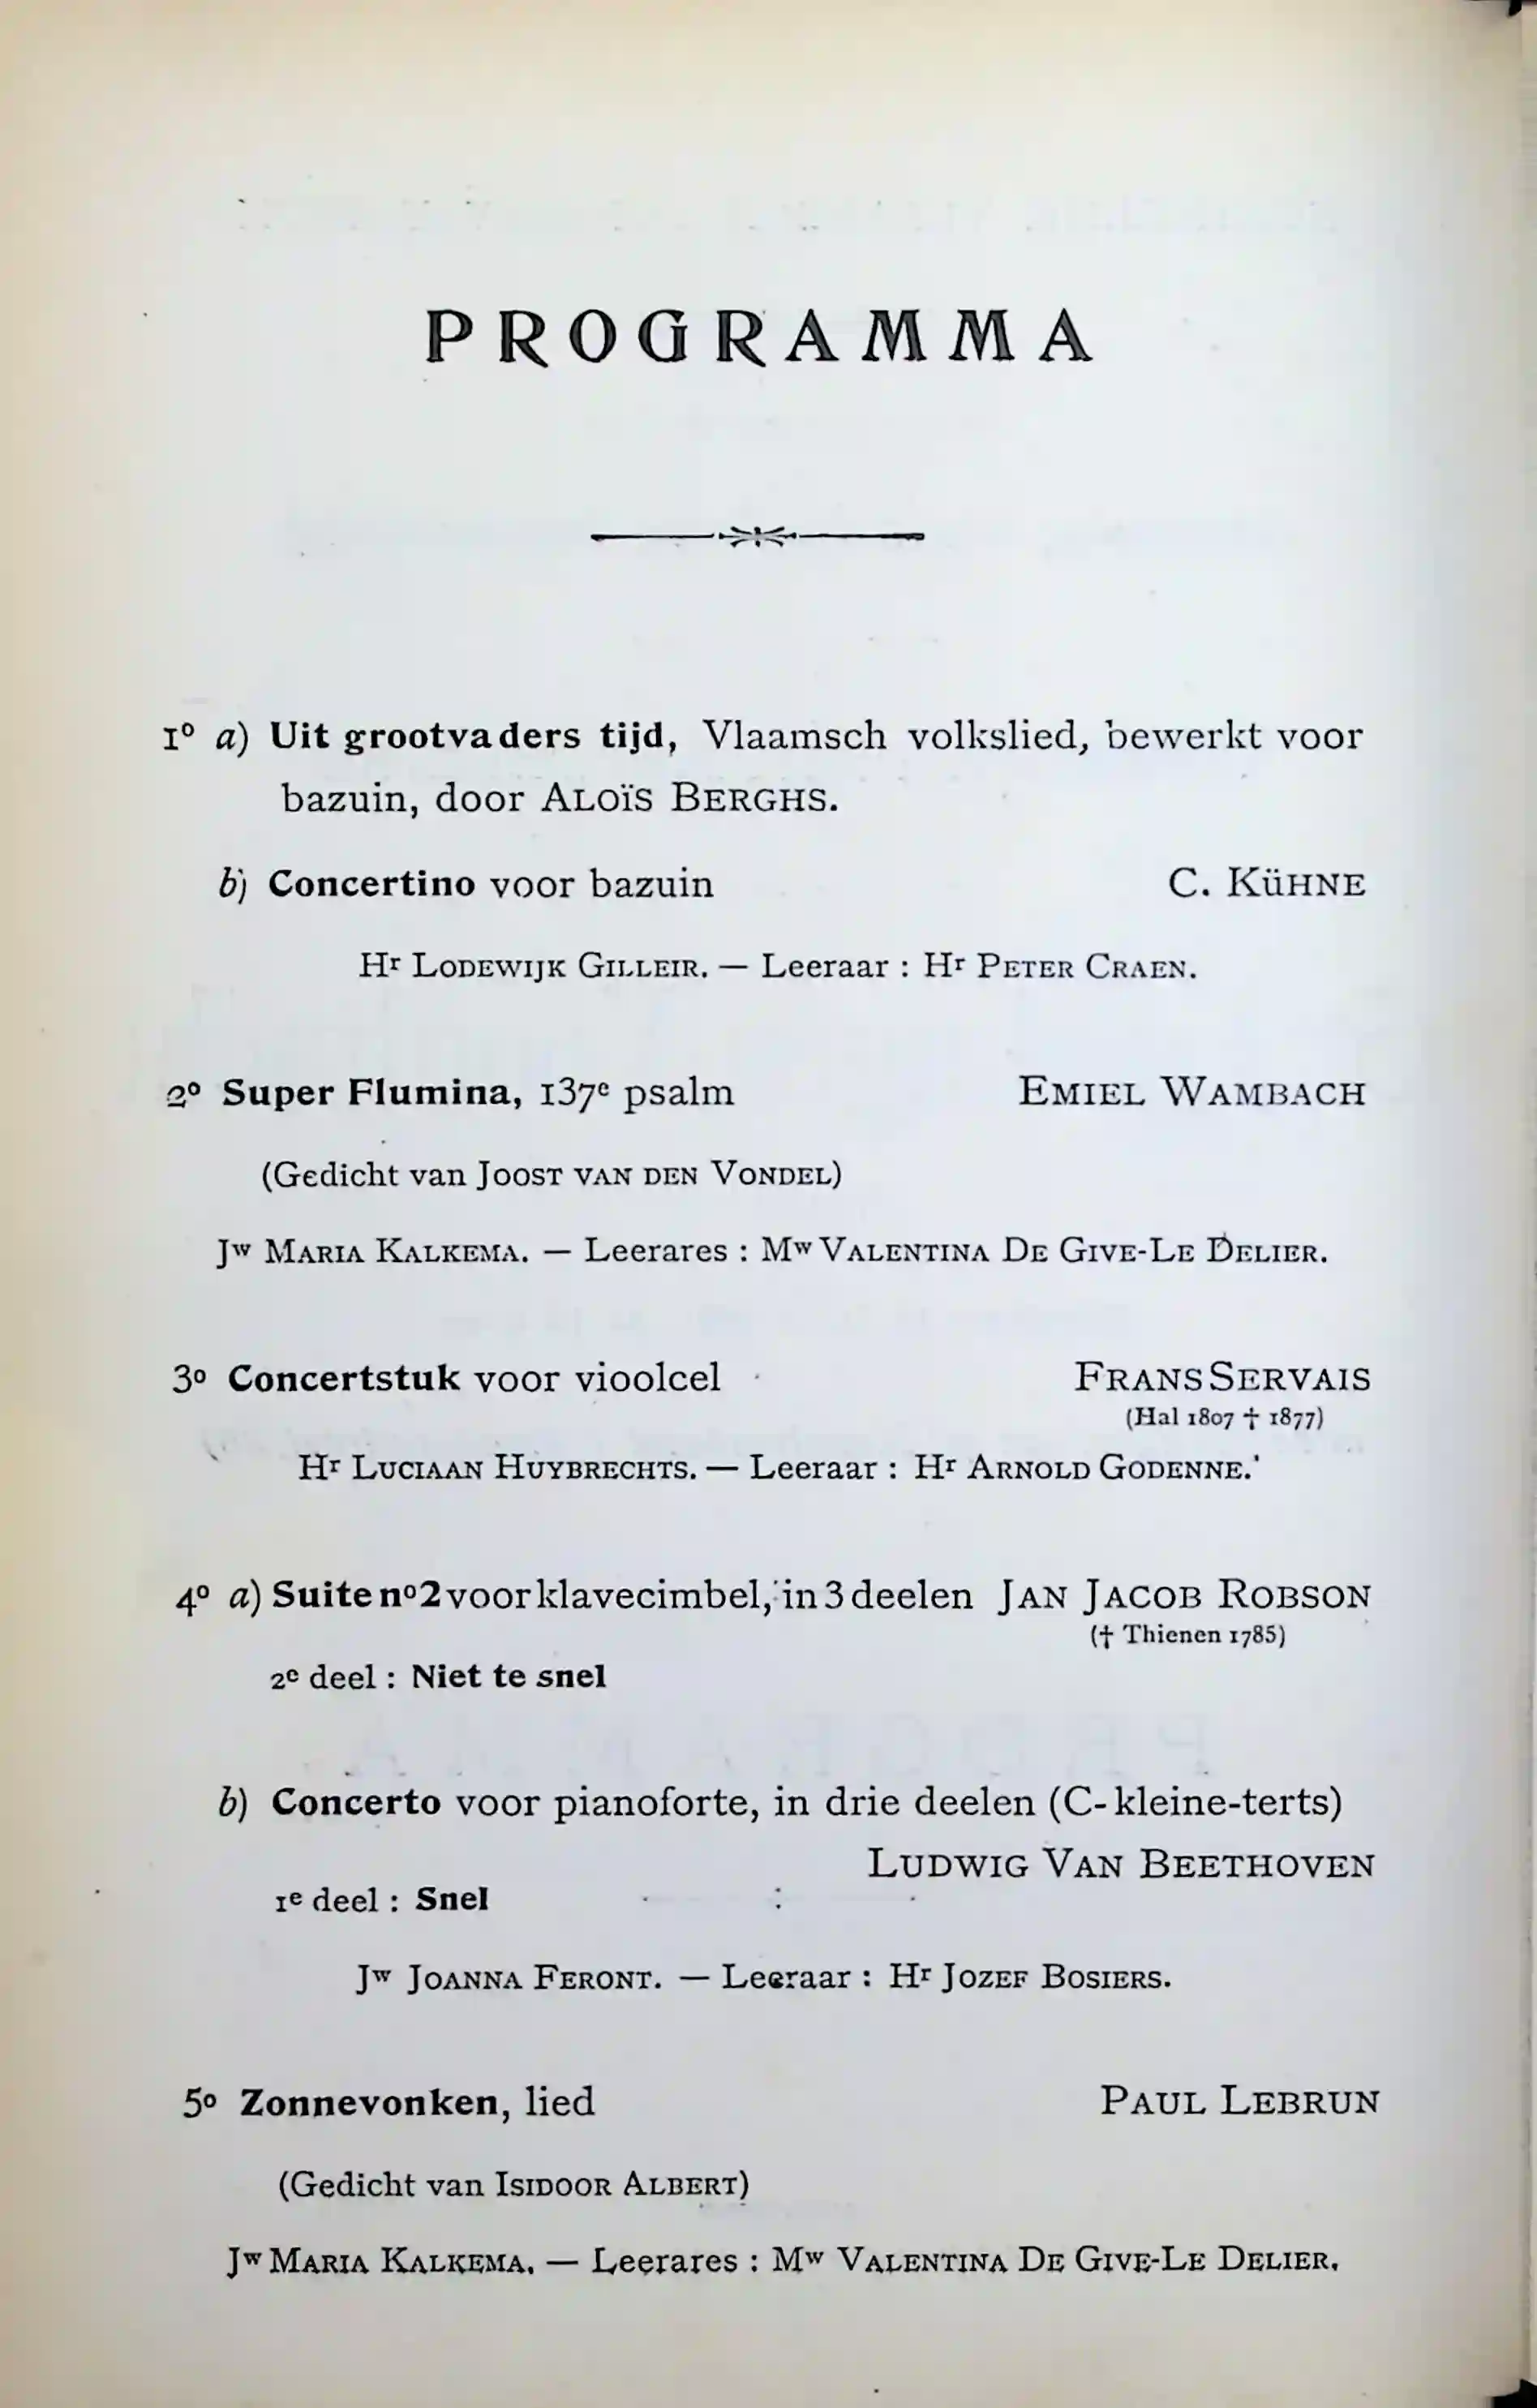 PROGRAMMA
1º a) Uit grootvaders tijd, Vlaamsch volkslied, bewerkt voor
bazuin, door ALOÏS BERGHS.
b) Concertino voor bazuin C. KÜHNE
Hr LODEWIJK GILLEIR. — Leeraar : Hr PETER CRAEN.
2º Super Flumina, 137e psalm EMIEL WAMBACH
(Gedicht van JOOST VAN DEN VONDEL)
Jw MARIA KALKEMA. — Leerares : Mw VALENTINA DE GIVE-LE DELIER.
3º Concertstuk voor vioolcel FRANS SERVAIS
(Hal 1807 † 1877)
Hr LUCIAAN HUYBRECHTS. — Leeraar : Hr ARNOLD GODENNE.
4º a) Suite nº 2 voor klavecimbel, in 3 deelen JAN JACOB ROBSON
(† Thienen 1785)
2e deel : Niet te snel
b) Concerto voor pianoforte, in drie deelen (C-kleine-terts)
LUDWIG VAN BEETHOVEN
1e deel : Snel
Jw JOANNA FERONT. — Leeraar : Hr JOZEF BOSIERS.
5º Zonnevonken, lied PAUL LEBRUN
(Gedicht van ISIDOOR ALBERT)
Jw MARIA KALKEMA. — Leerares : Mw VALENTINA DE GIVE-LE DELIER.